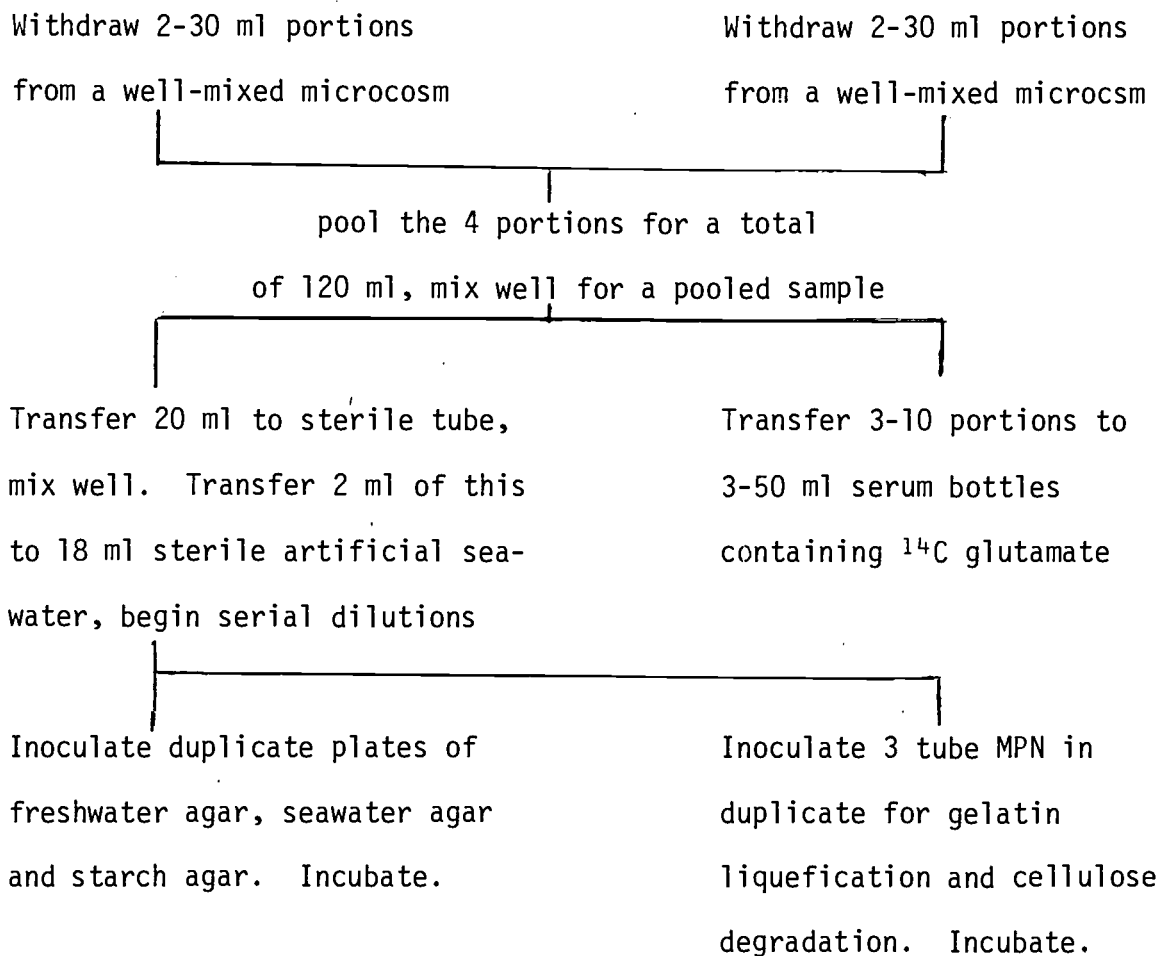 Withdraw 2-30 ml portions
from a well-mixed microcosm
Withdraw 2-30 ml portions
from a well-mixed microcsm
pool the 4 portions for a total
of 120 ml, mix well for a pooled sample
Transfer 20 ml to sterile tube,
mix well. Transfer 2 ml of this
to 18 ml sterile artificial sea-
water, begin serial dilutions
Transfer 3-10 portions to
3-50 ml serum bottles
containing ¹⁴C glutamate
Inoculate duplicate plates of
freshwater agar, seawater agar
and starch agar. Incubate.
Inoculate 3 tube MPN in
duplicate for gelatin
liquefication and cellulose
degradation. Incubate.